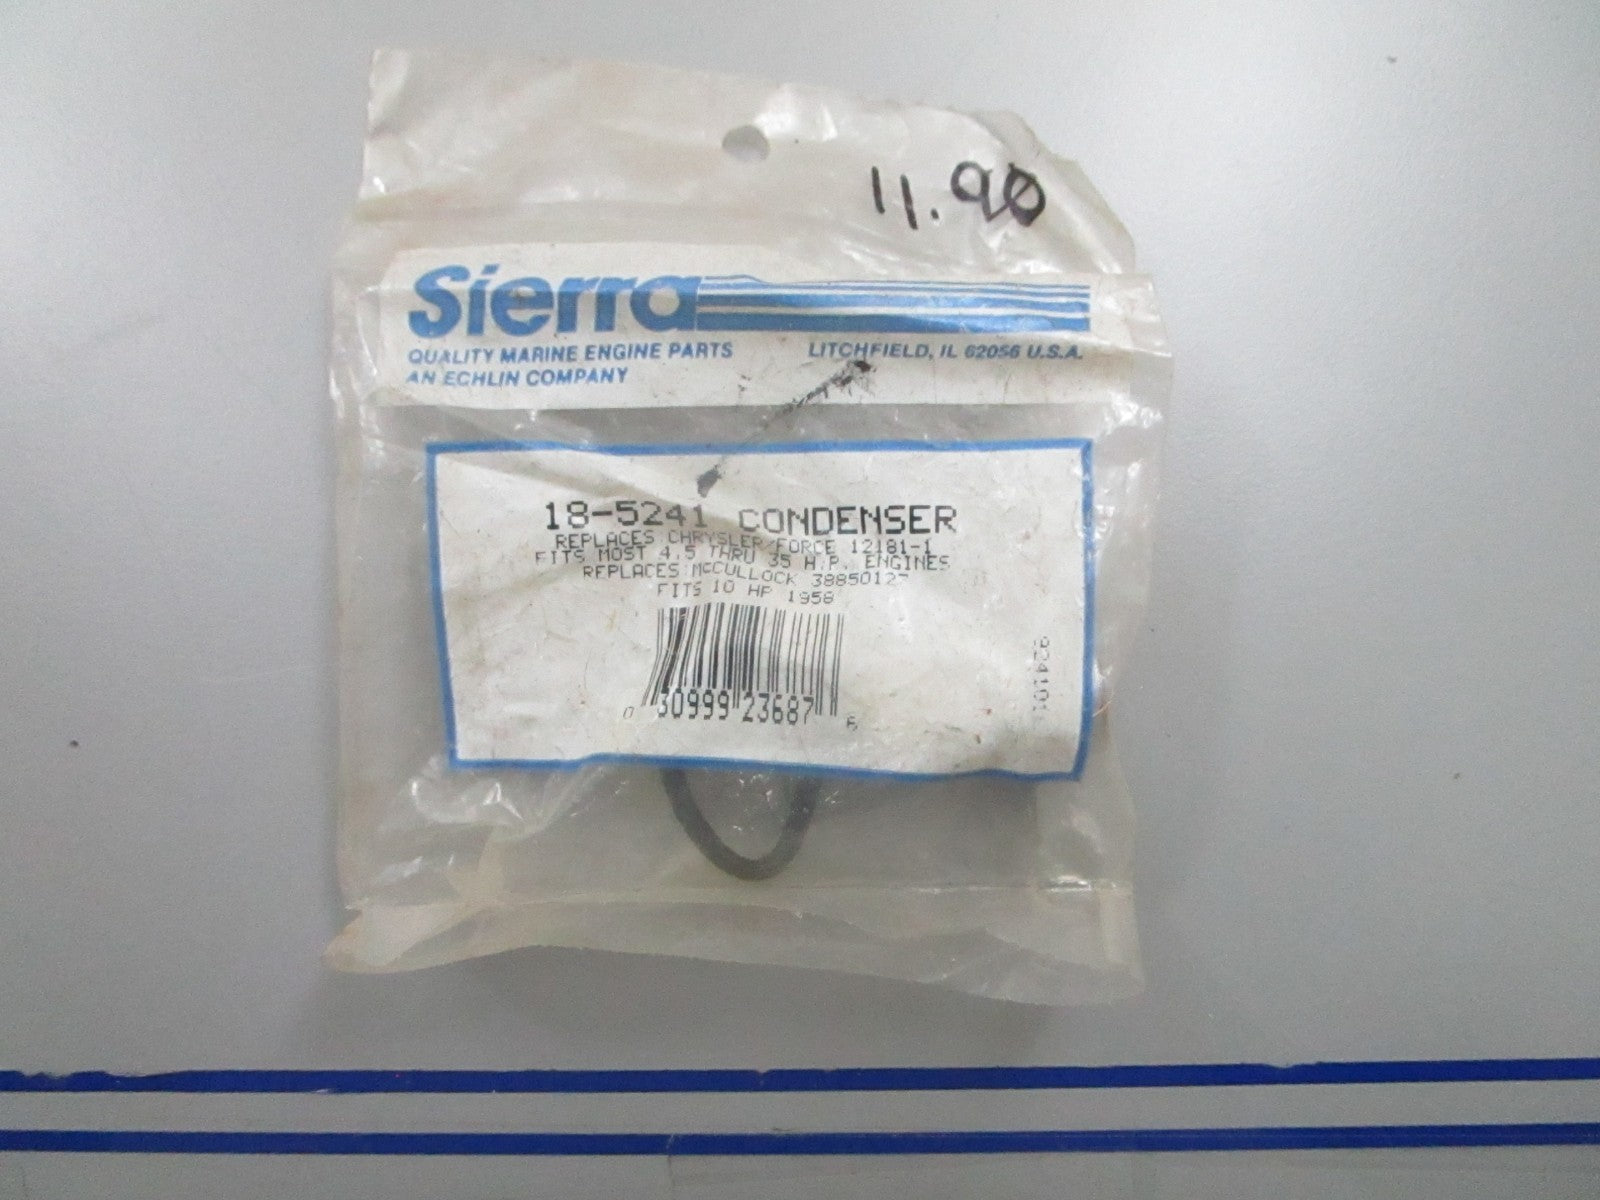 11.90
Sierra
QUALITY MARINE ENGINE PARTS LITCHFIELD, IL 62056 U.S.A.
AN ECHLIN COMPANY
18-5241 CONDENSER
REPLACES CHRYSLER/FORCE 12181-1
FITS MOST 4.5 THRU 35 H.P. ENGINES
REPLACES McCULLOCK 38850127
FITS 10 HP 1958
0 30999 23687 6